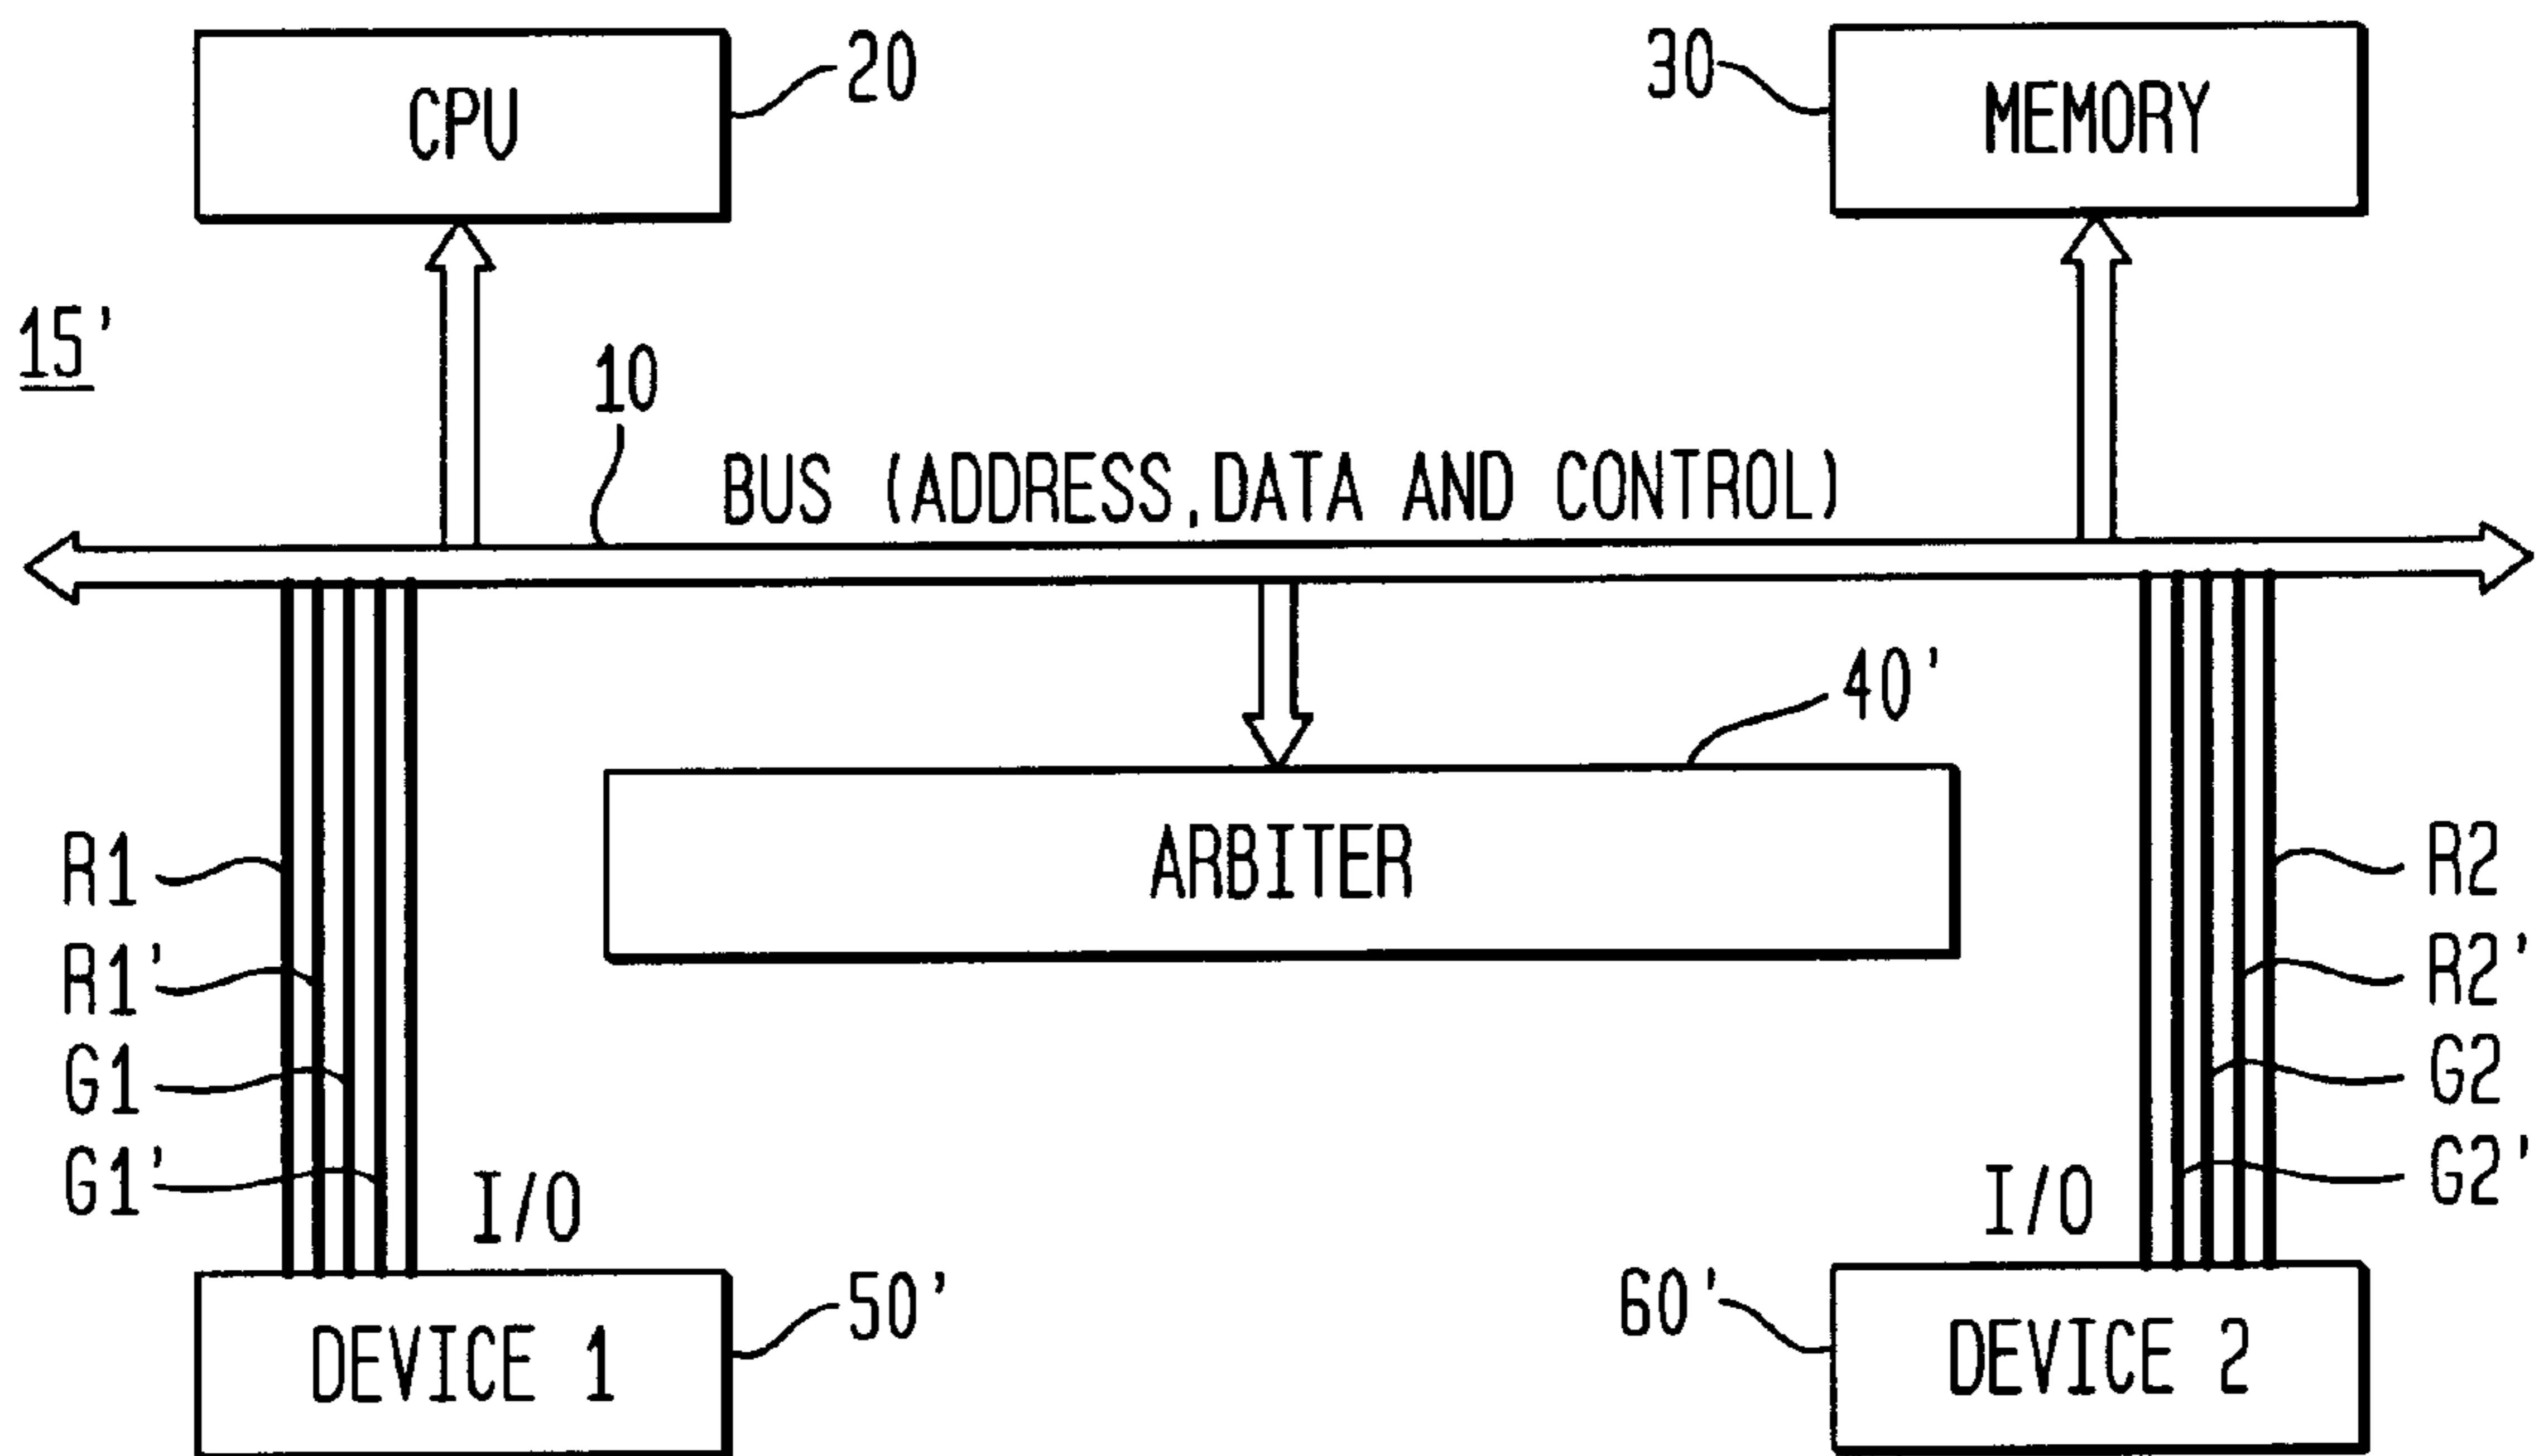 CPU
20
30
MEMORY
15'
10
BUS (ADDRESS,DATA AND CONTROL)
40'
ARBITER
R1
R1'
G1
G1'
I/O
R2
R2'
G2
G2'
I/O
DEVICE 1
50'
60'
DEVICE 2